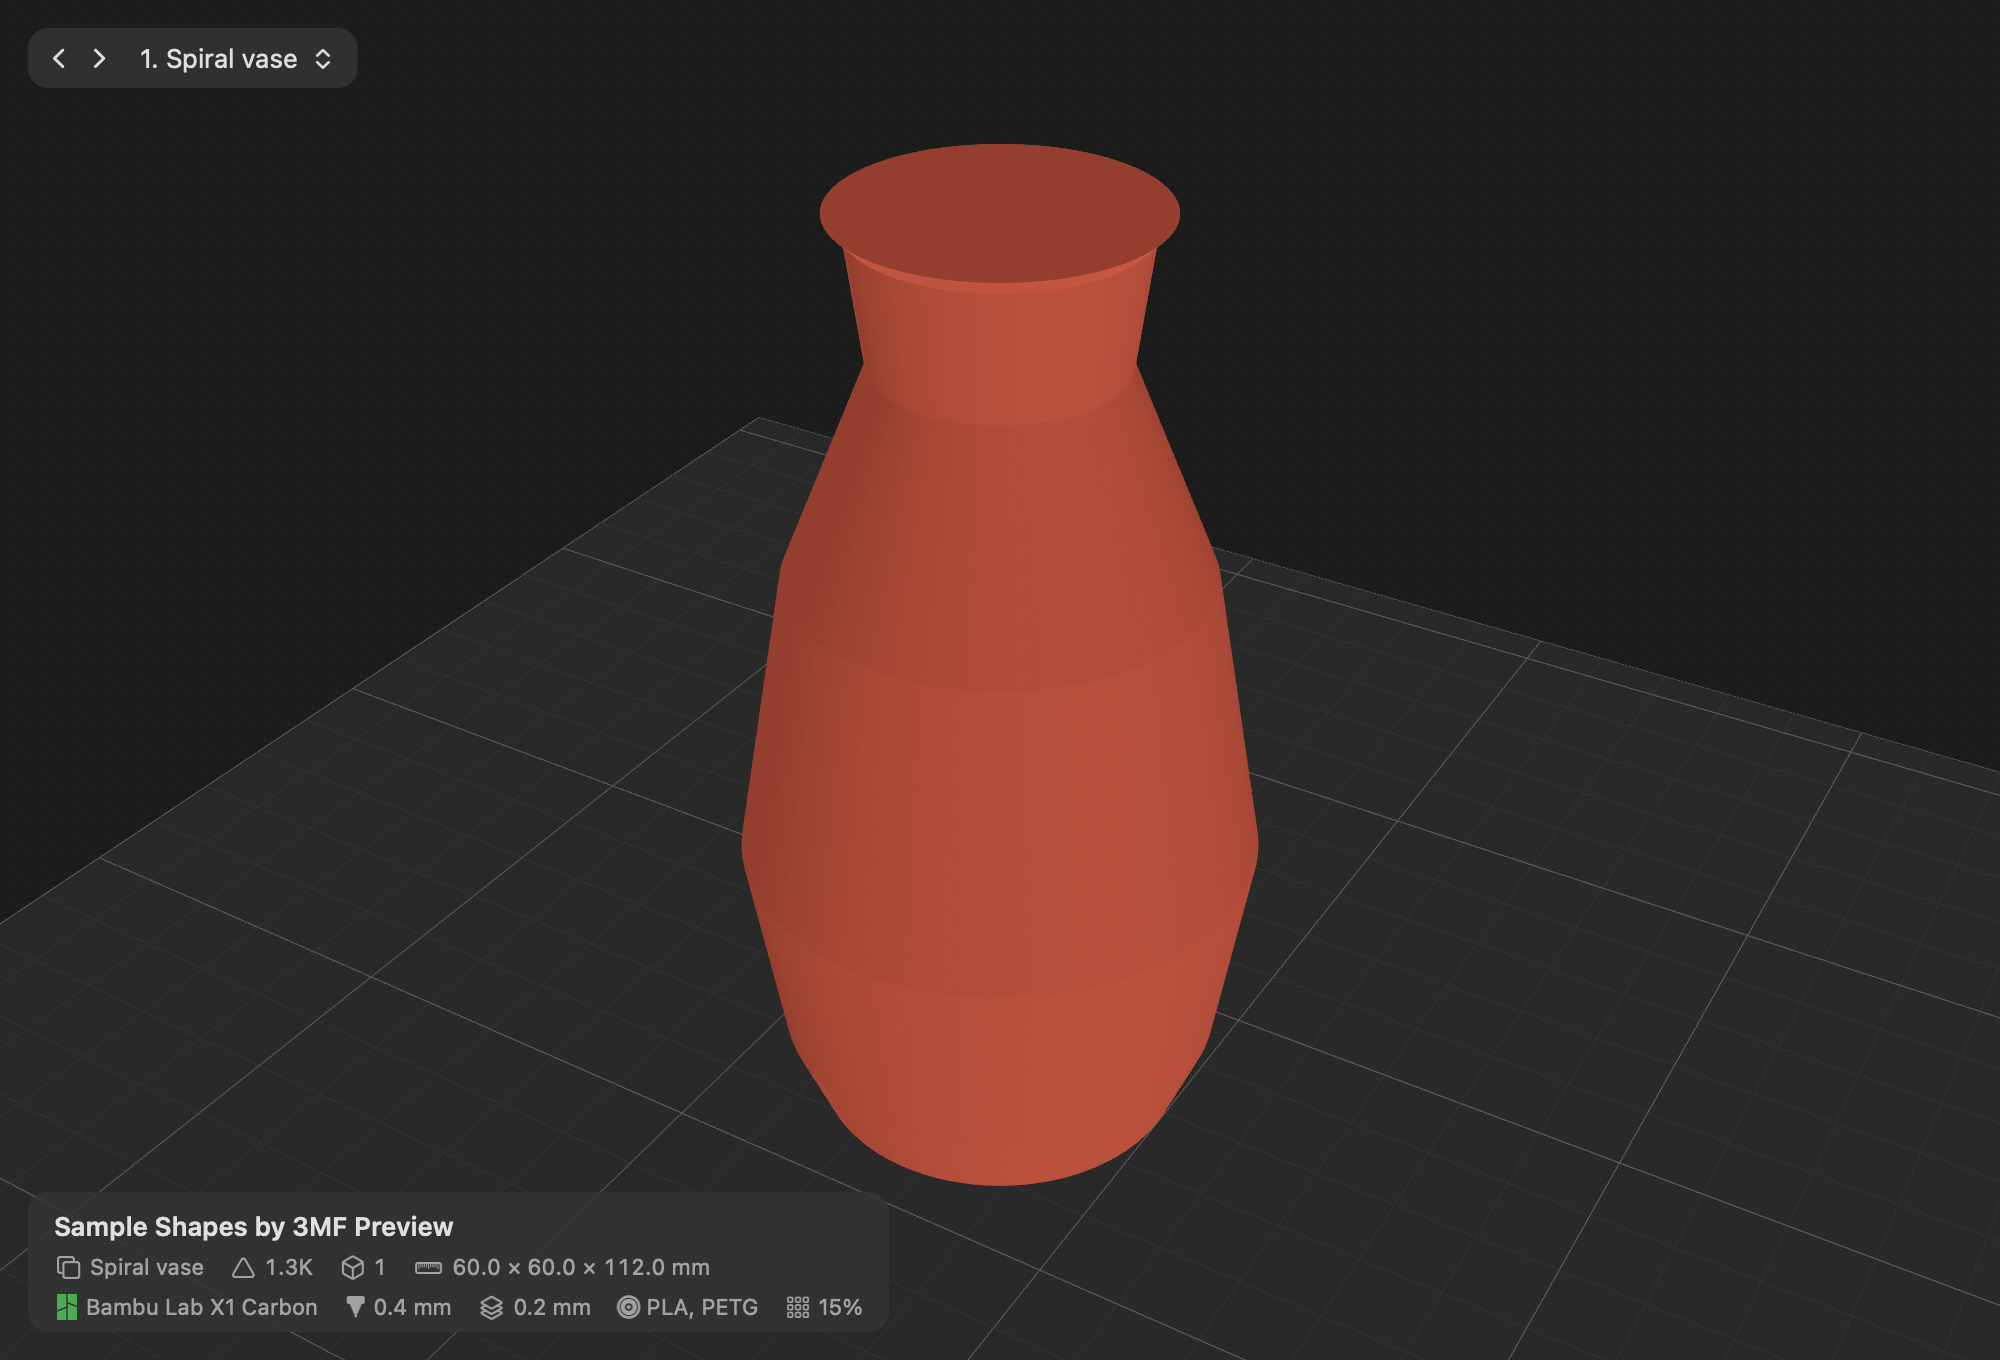 1. Spiral vase
Sample Shapes by 3MF Preview
Spiral vase 1.3K 1 60.0 × 60.0 × 112.0 mm
Bambu Lab X1 Carbon 0.4 mm 0.2 mm PLA, PETG 15%